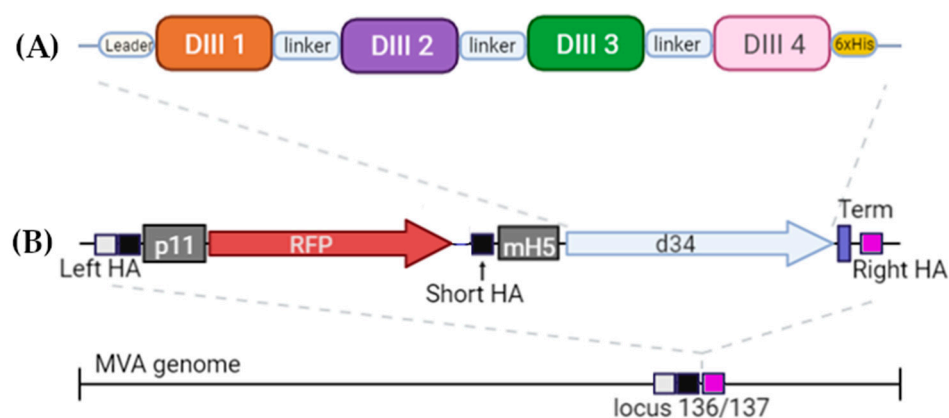 (A) Leader DIII 1 linker DIII 2 linker DIII 3 linker DIII 4 6xHis
Term
(B) p11 RFP mH5 d34
Left HA Right HA
Short HA
MVA genome
locus 136/137